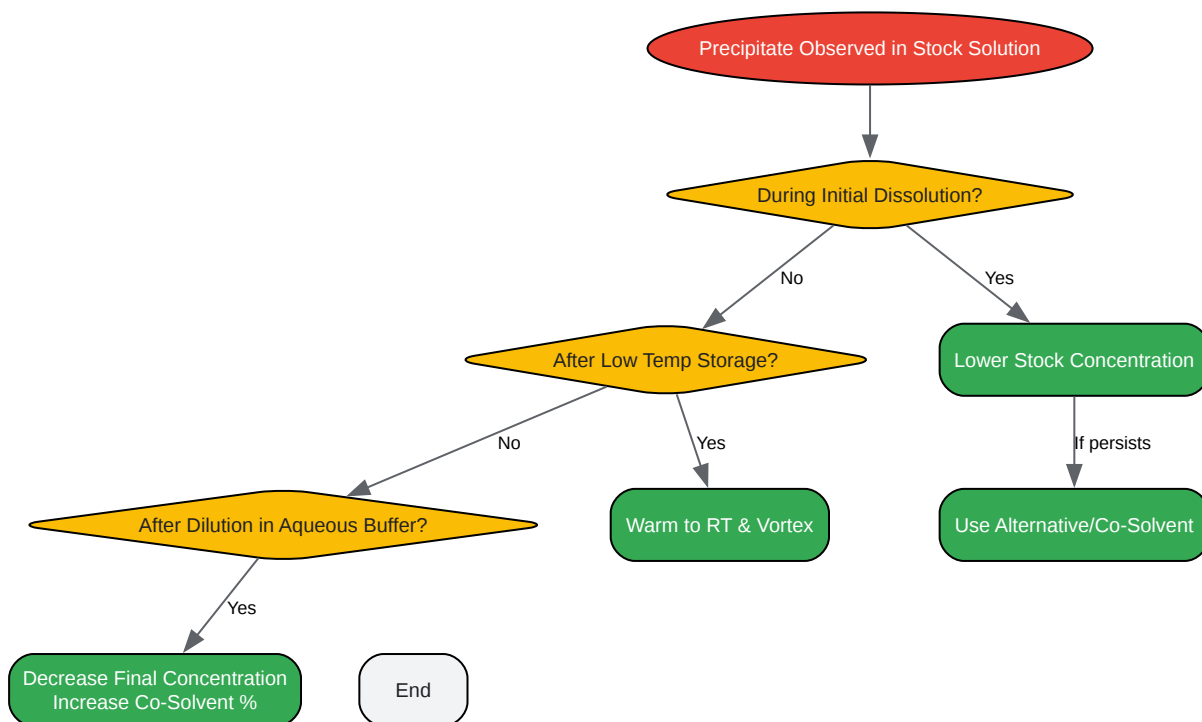 Precipitate Observed in Stock Solution
During Initial Dissolution?
No
Yes
After Low Temp Storage?
Lower Stock Concentration
No
Yes
If persists
After Dilution in Aqueous Buffer?
Warm to RT & Vortex
Use Alternative/Co-Solvent
Yes
Decrease Final Concentration
Increase Co-Solvent %
End